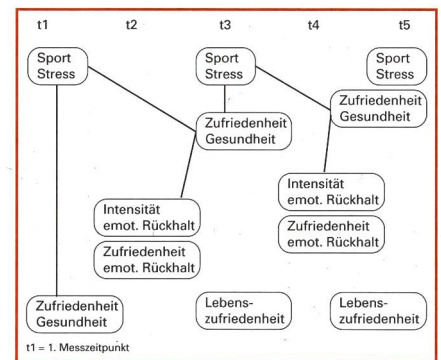 t1 t2 t3 t4 t5
Sport
Stress
Sport
Stress
Sport
Stress
Zufriedenheit
Gesundheit
Zufriedenheit
Gesundheit
Intensität
emot. Rückhalt
Zufriedenheit
emot. Rückhalt
Intensität
emot. Rückhalt
Zufriedenheit
emot. Rückhalt
Zufriedenheit
Gesundheit
Lebens-
zufriedenheit
Lebens-
zufriedenheit
t1 = 1. Messzeitpunkt